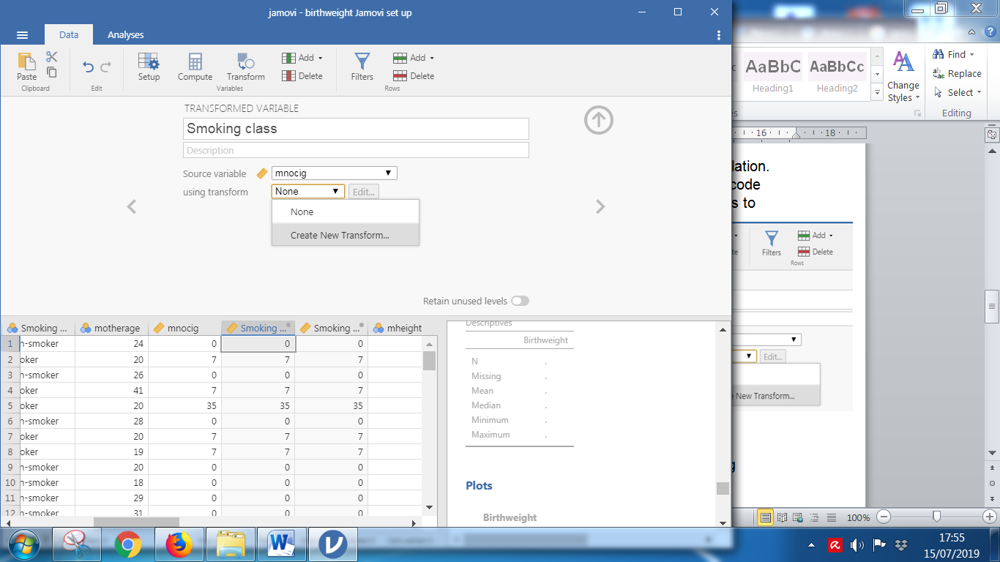 jamovi - birthweight Jamovi set up
Data Analyses
Paste
Clipboard
Edit
Setup
Compute
Transform
Add
Delete
Variables
Filters
Add
Delete
Rows
TRANSFORMED VARIABLE
Smoking class
Description
Source variable mnocig
using transform None Edit...
None
Create New Transform...
Retain unused levels
Smoking ... motherage mnocig Smoking ... Smoking ... mheight
1 n-smoker 24 0 0 0
2 oker 20 7 7 7
3 n-smoker 26 0 0 0
4 oker 41 7 7 7
5 oker 20 35 35 35
6 n-smoker 28 0 0 0
7 oker 20 7 7 7
8 oker 19 7 7 7
9 n-smoker 20 0 0 0
10 n-smoker 18 0 0 0
11 n-smoker 29 0 0 0
12 n-smoker 31 0 0 0
Descriptives
Birthweight
N .
Missing .
Mean .
Median .
Minimum .
Maximum .
Plots
Birthweight
AaBbC AaBbCc
Heading1 Heading2
Change
Styles
Find
Replace
Select
Editing
16 18
lation.
code
s to
Filters
Add
Delete
Rows
Edit...
New Transform...
100%
17:55
15/07/2019